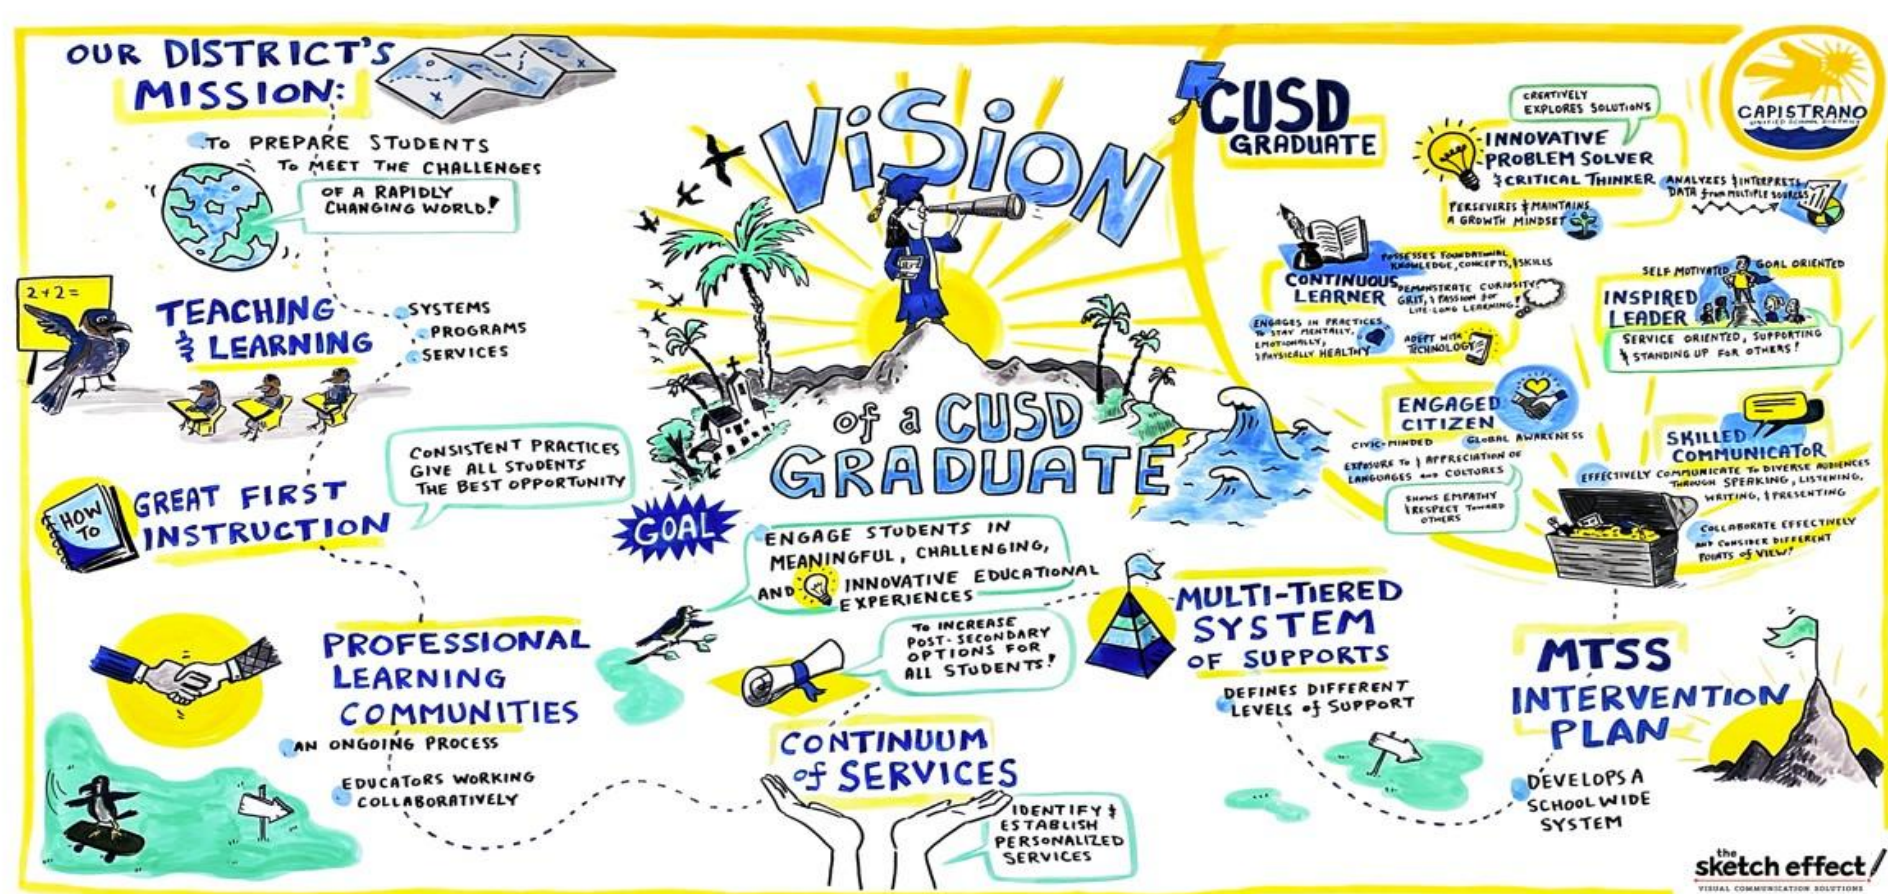 OUR DISTRICT'S
MISSION:
TO PREPARE STUDENTS
TO MEET THE CHALLENGES
OF A RAPIDLY
CHANGING WORLD!
2+2=
TEACHING
& LEARNING
SYSTEMS
PROGRAMS
SERVICES
CONSISTENT PRACTICES
GIVE ALL STUDENTS
THE BEST OPPORTUNITY
HOW
TO
GREAT FIRST
INSTRUCTION
PROFESSIONAL
LEARNING
COMMUNITIES
AN ONGOING PROCESS
EDUCATORS WORKING
COLLABORATIVELY
ViSiON
of a CUSD
GRADUATE
GOAL
ENGAGE STUDENTS IN
MEANINGFUL, CHALLENGING,
AND INNOVATIVE EDUCATIONAL
EXPERIENCES
TO INCREASE
POST-SECONDARY
OPTIONS FOR
ALL STUDENTS!
CONTINUUM
of SERVICES
IDENTIFY &
ESTABLISH
PERSONALIZED
SERVICES
MULTI-TIERED
SYSTEM
OF SUPPORTS
DEFINES DIFFERENT
LEVELS of SUPPORT
MTSS
INTERVENTION
PLAN
DEVELOPS A
SCHOOLWIDE
SYSTEM
CUSD
GRADUATE
CREATIVELY
EXPLORES SOLUTIONS
INNOVATIVE
PROBLEM SOLVER
& CRITICAL THINKER
ANALYZES & INTERPRETS
DATA from MULTIPLE SOURCES
PERSEVERES & MAINTAINS
A GROWTH MINDSET
CAPISTRANO
UNIFIED SCHOOL DISTRICT
POSSESSES FOUNDATIONAL
KNOWLEDGE, CONCEPTS, & SKILLS
CONTINUOUS
LEARNER
DEMONSTRATE CURIOSITY
GRIT, & PASSION for
LIFE-LONG LEARNING!
ENGAGES IN PRACTICES
TO STAY MENTALLY,
EMOTIONALLY,
& PHYSICALLY HEALTHY
ADEPT WITH
TECHNOLOGY
SELF MOTIVATED
GOAL ORIENTED
INSPIRED
LEADER
SERVICE ORIENTED, SUPPORTING
& STANDING UP FOR OTHERS!
ENGAGED
CITIZEN
CIVIC-MINDED
GLOBAL AWARENESS
EXPOSURE TO & APPRECIATION OF
LANGUAGES AND CULTURES
SHOWS EMPATHY
& RESPECT TOWARD
OTHERS
SKILLED
COMMUNICATOR
EFFECTIVELY COMMUNICATE TO DIVERSE AUDIENCES
THROUGH SPEAKING, LISTENING,
WRITING, & PRESENTING
COLLABORATE EFFECTIVELY
AND CONSIDER DIFFERENT
POINTS of VIEW!
the
sketch effect
VISUAL COMMUNICATION SOLUTIONS